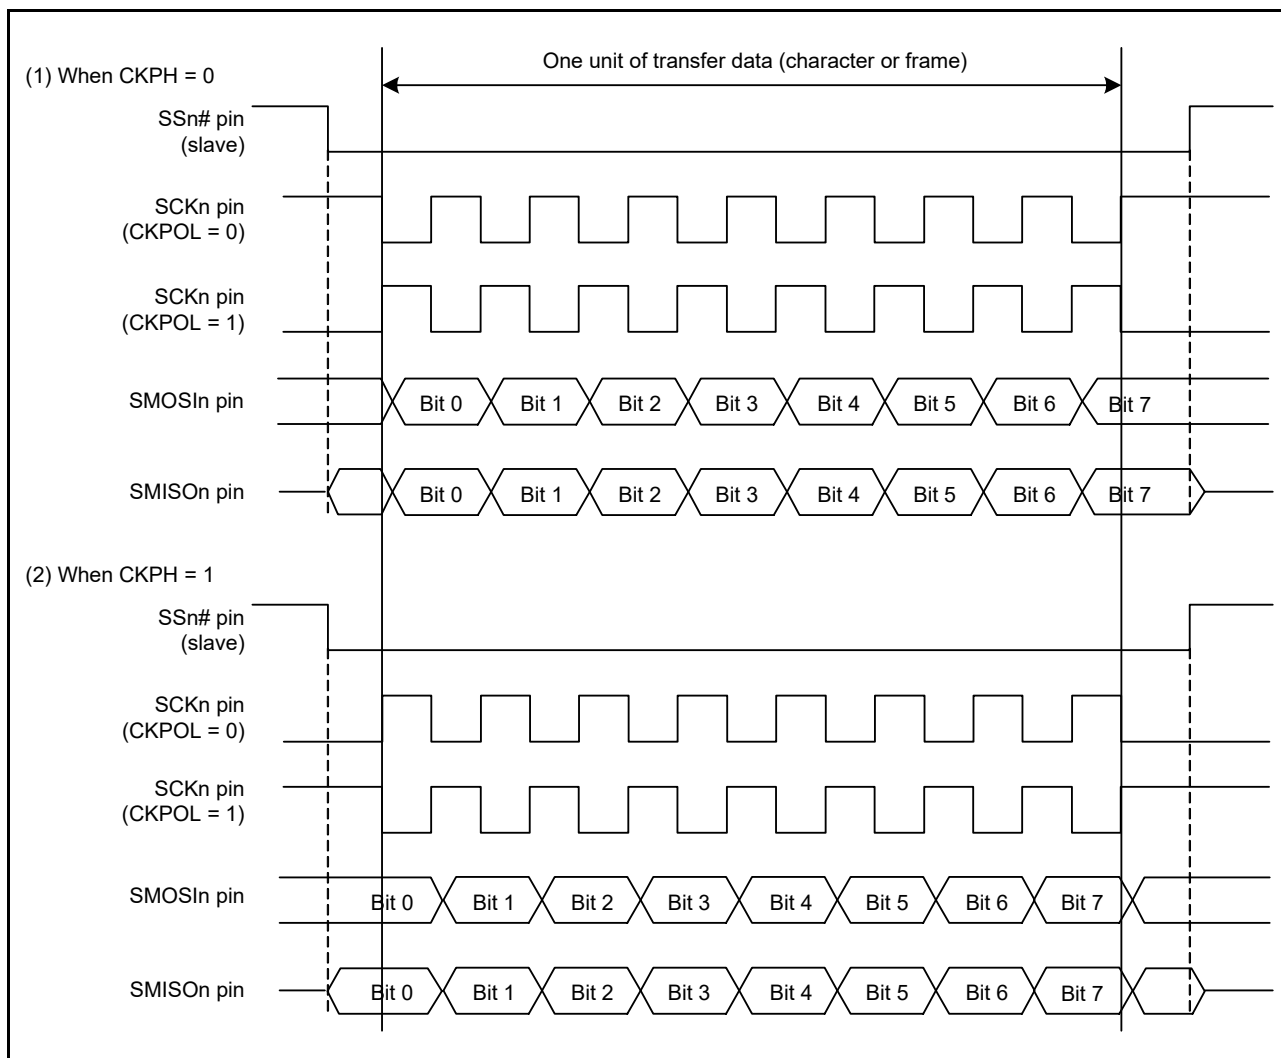 One unit of transfer data (character or frame)
(1) When CKPH = 0
SSn# pin
(slave)
SCKn pin
(CKPOL = 0)
SCKn pin
(CKPOL = 1)
SMOSIn pin
Bit 0 Bit 1 Bit 2 Bit 3 Bit 4 Bit 5 Bit 6 Bit 7
SMISOn pin
Bit 0 Bit 1 Bit 2 Bit 3 Bit 4 Bit 5 Bit 6 Bit 7
(2) When CKPH = 1
SSn# pin
(slave)
SCKn pin
(CKPOL = 0)
SCKn pin
(CKPOL = 1)
SMOSIn pin
Bit 0 Bit 1 Bit 2 Bit 3 Bit 4 Bit 5 Bit 6 Bit 7
SMISOn pin
Bit 0 Bit 1 Bit 2 Bit 3 Bit 4 Bit 5 Bit 6 Bit 7